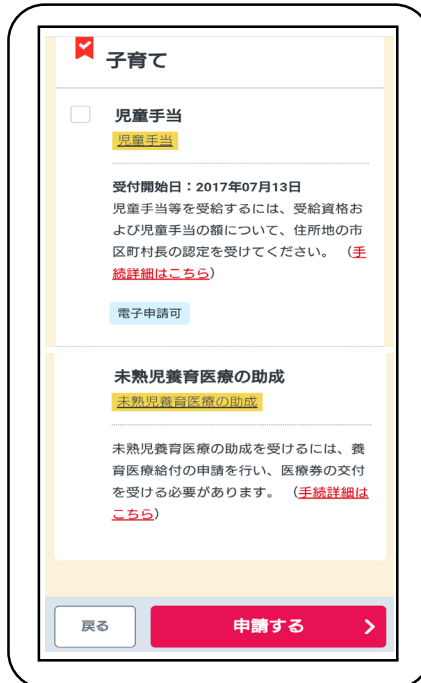 子育て
児童手当
児童手当
受付開始日：2017年07月13日
児童手当等を受給するには、受給資格お
よび児童手当の額について、住所地の市
区町村長の認定を受けてください。（手
続詳細はこちら）
電子申請可
未熟児養育医療の助成
未熟児養育医療の助成
未熟児養育医療の助成を受けるには、養
育医療給付の申請を行い、医療券の交付
を受ける必要があります。（手続詳細は
こちら）
戻る
申請する